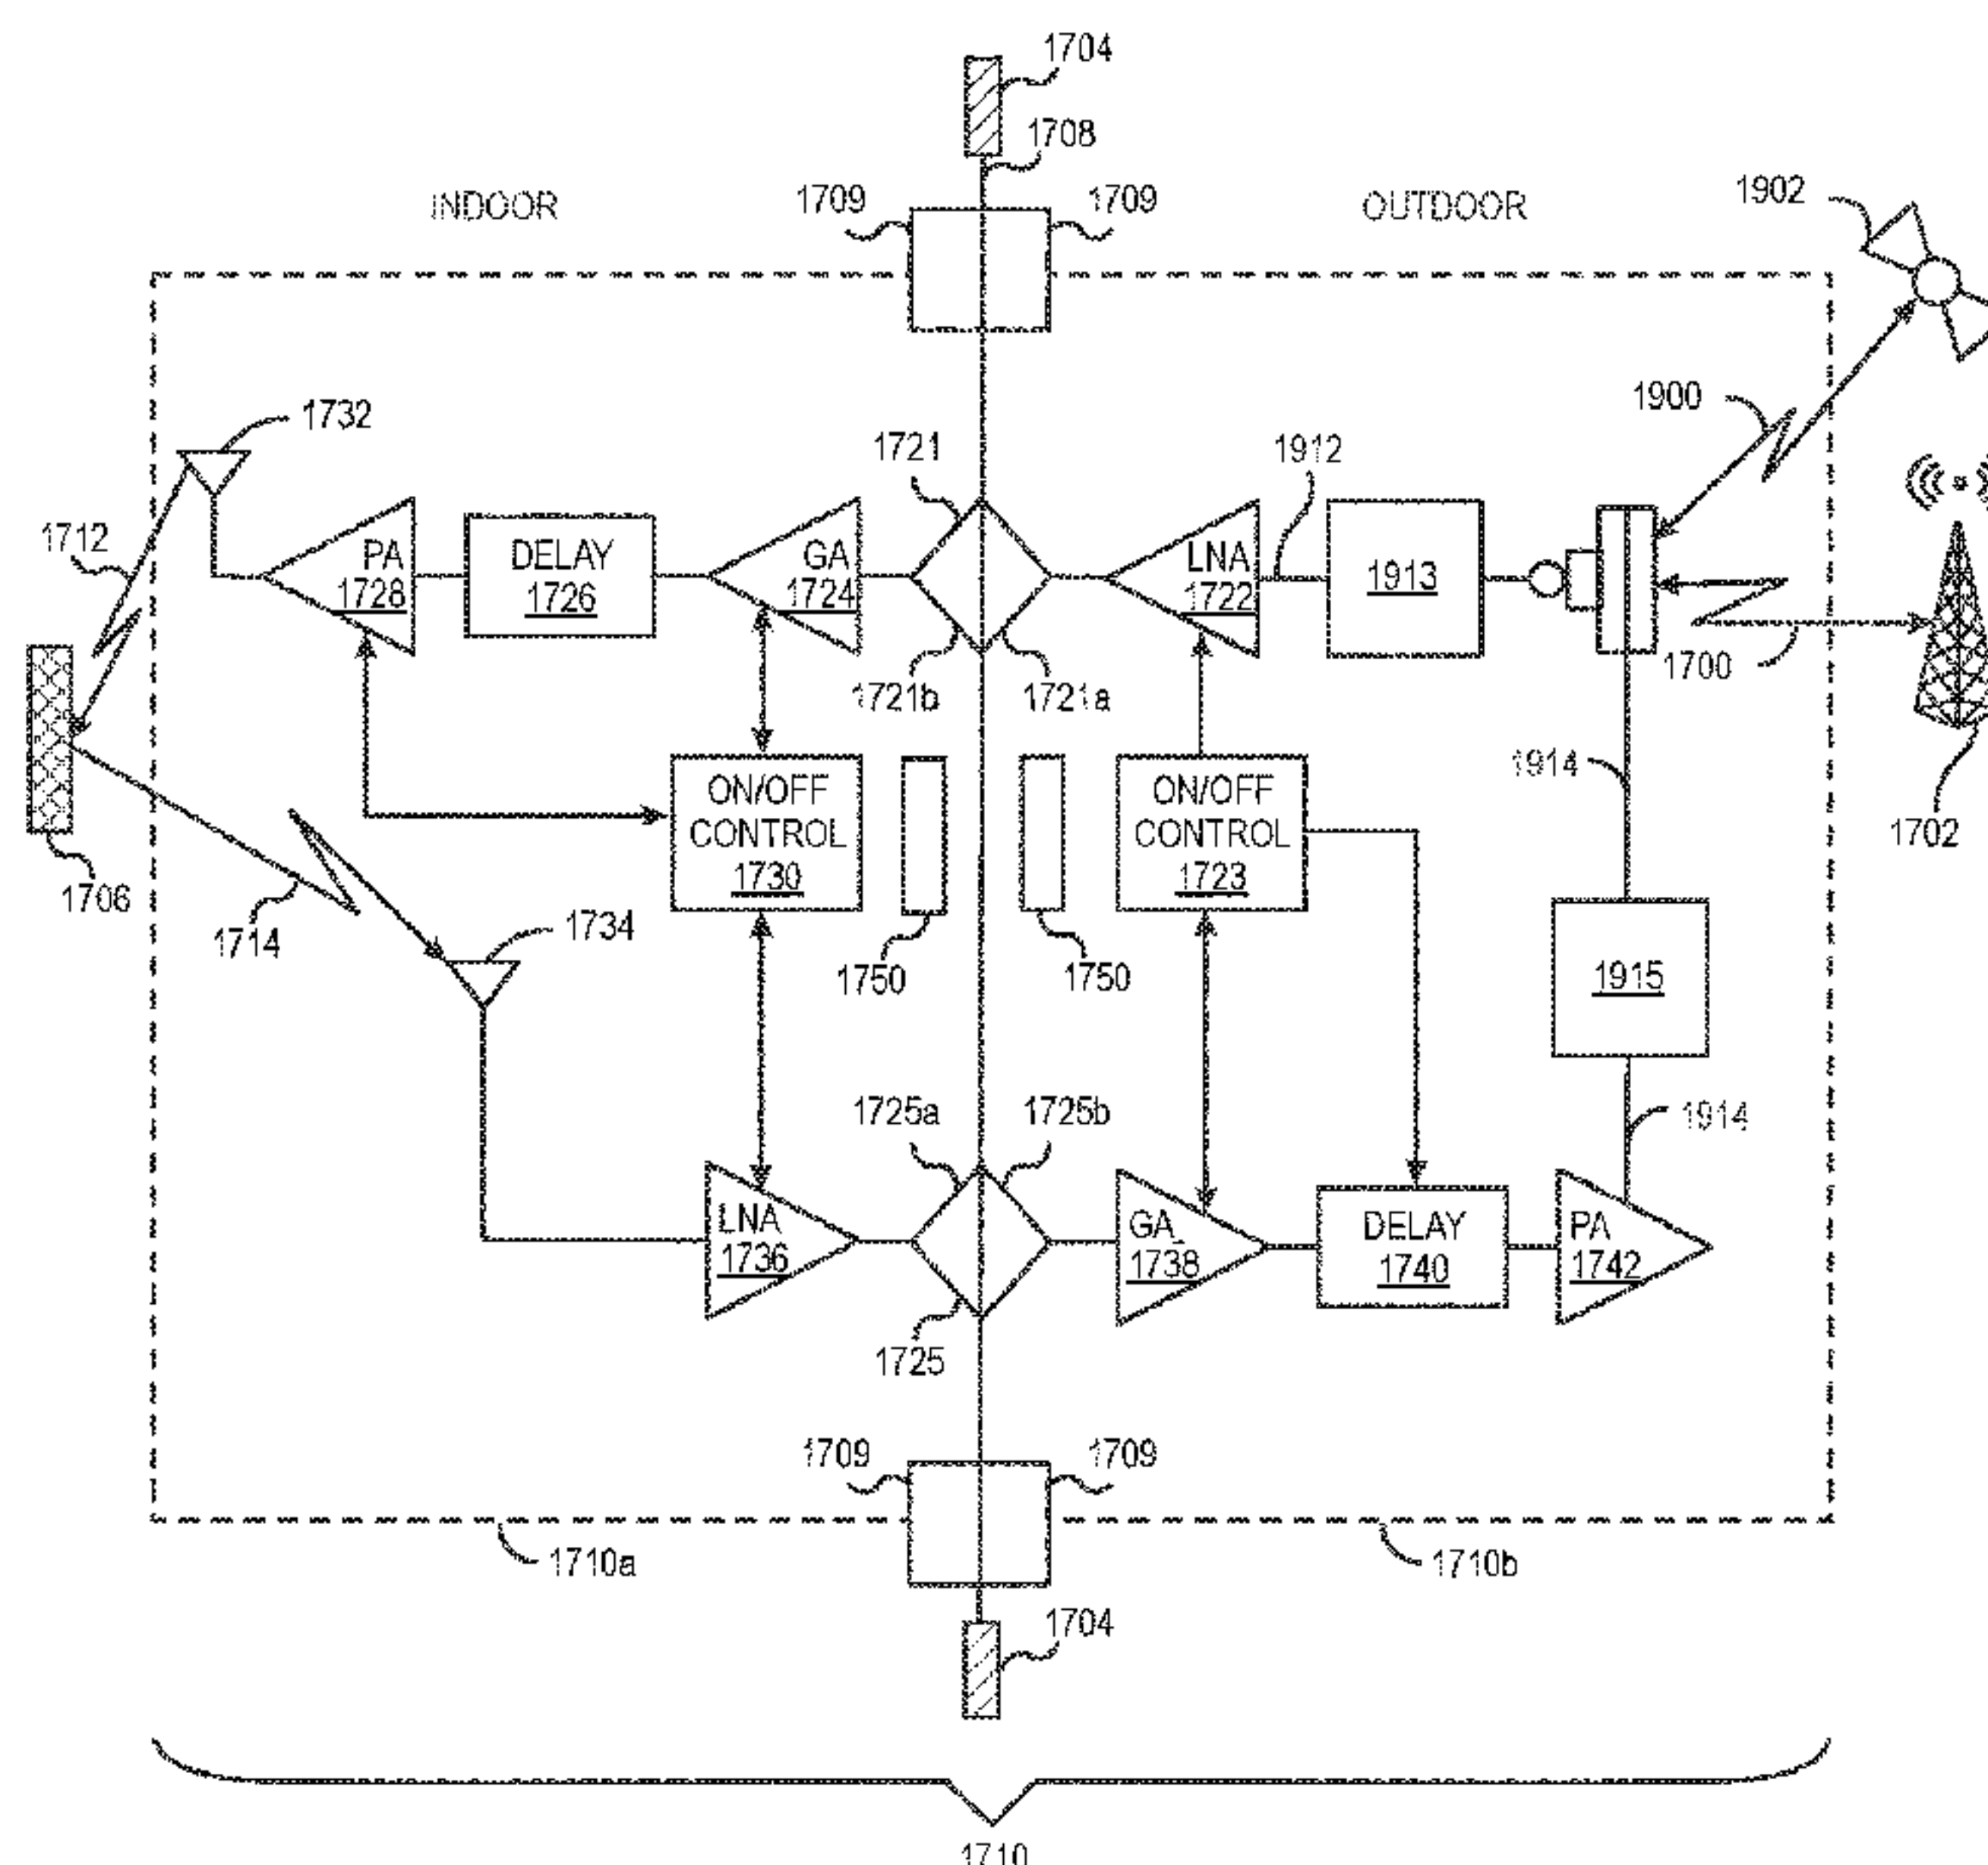 1704
1708
1709
1709
INDOOR
OUTDOOR
1902
1900
1732
1721
1912
1712
PA
1728
DELAY
1726
GA
1724
LNA
1722
1913
1721b
1721a
1700
1914
1702
ON/OFF
CONTROL
1730
ON/OFF
CONTROL
1723
1706
1714
1734
1750
1750
1915
1725a
1725b
1914
LNA
1736
GA
1738
DELAY
1740
PA
1742
1725
1709
1709
1710a
1710b
1704
1710